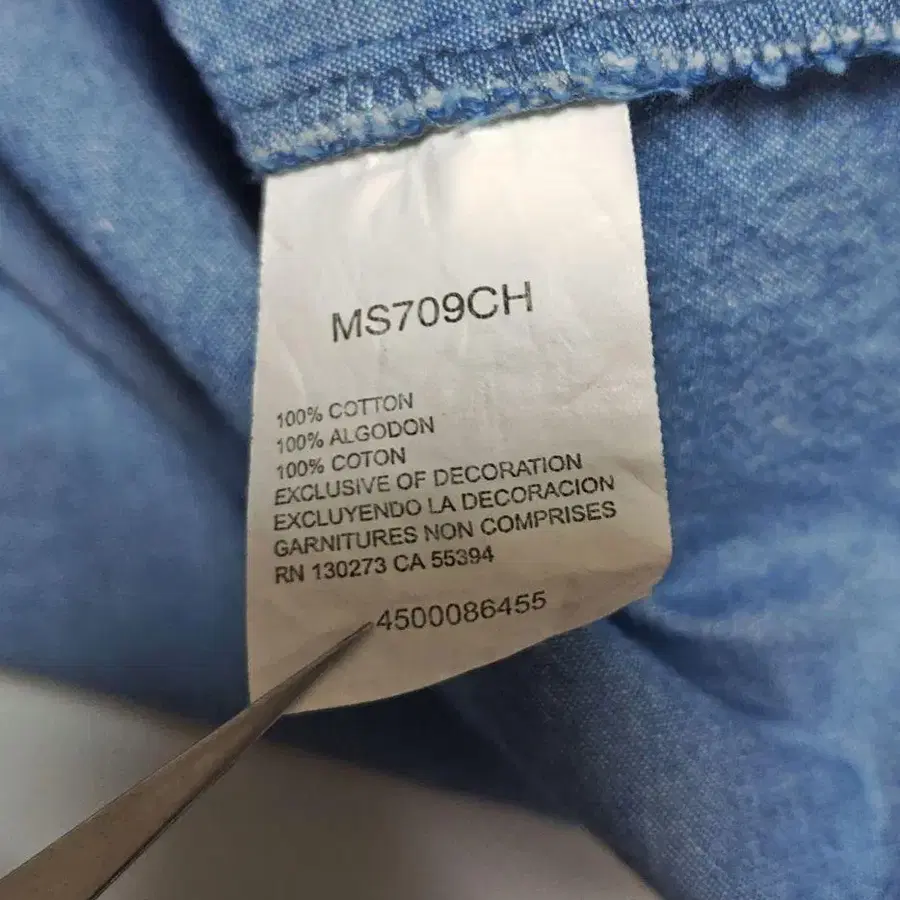 MS709CH
100% COTTON
100% ALGODON
100% COTON
EXCLUSIVE OF DECORATION
EXCLUYENDO LA DECORACION
GARNITURES NON COMPRISES
RN 130273 CA 55394
4500086455